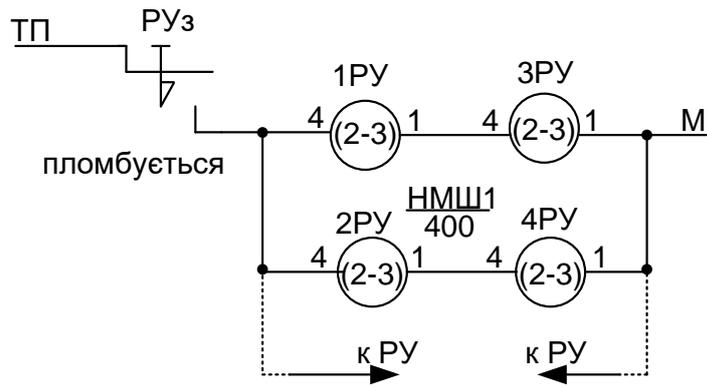 ТП
РУз
1РУ
3РУ
4 (2-3) 1
4 (2-3) 1
М
пломбується
НМШ1
400
2РУ
4РУ
4 (2-3) 1
4 (2-3) 1
к РУ
к РУ